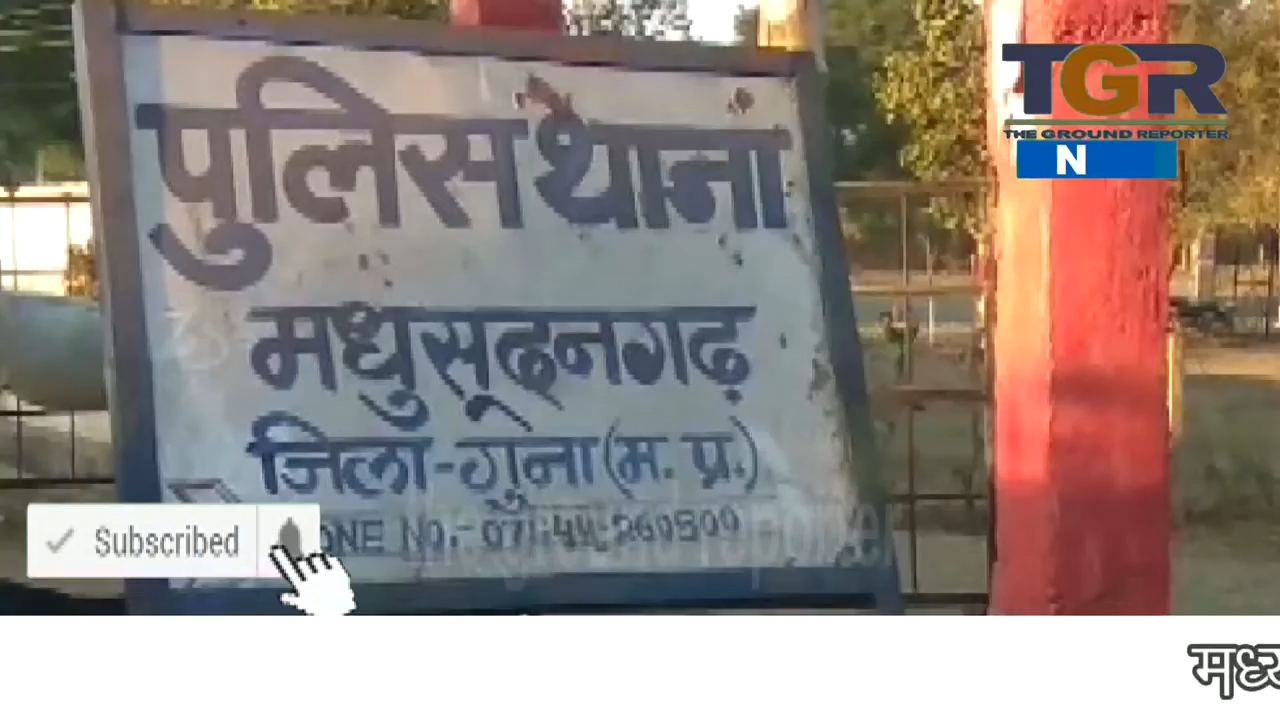 पुलिस थाना
मधुसूदनगढ़
जिला-गुना (म. प्र.)
TGR
THE GROUND REPORTER
N
Subscribed